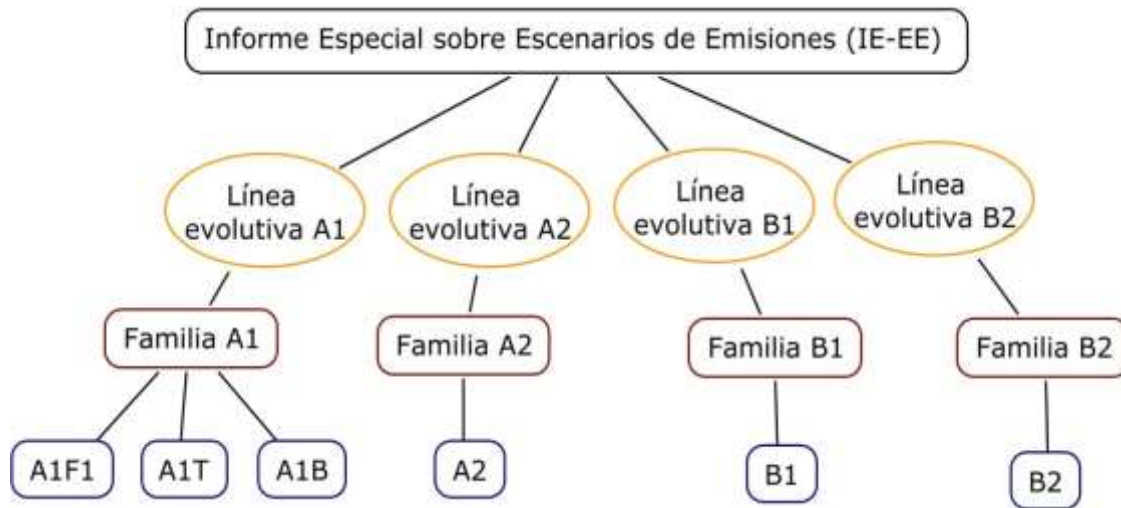 Informe Especial sobre Escenarios de Emisiones (IE-EE)
Línea
evolutiva A1
Línea
evolutiva A2
Línea
evolutiva B1
Línea
evolutiva B2
Familia A1
Familia A2
Familia B1
Familia B2
A1F1
A1T
A1B
A2
B1
B2